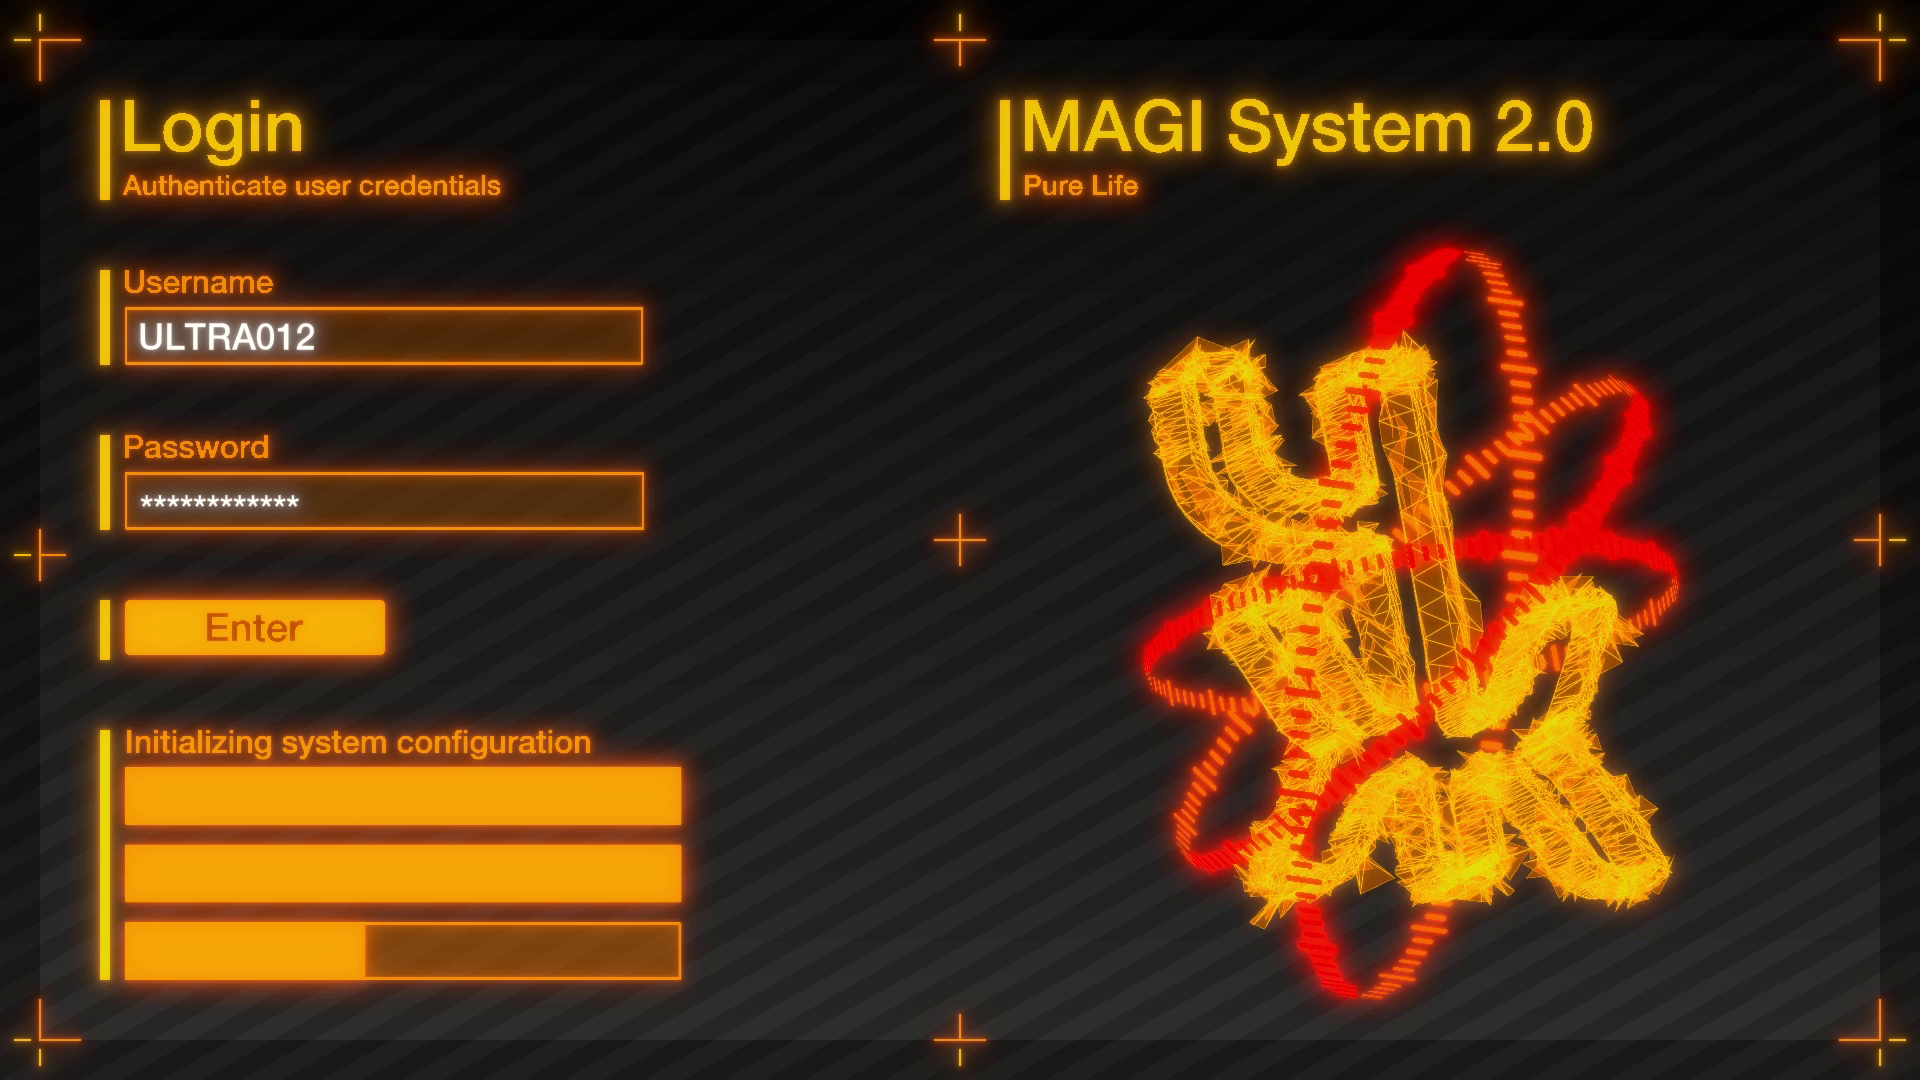 Login
Authenticate user credentials
Username
ULTRA012
Password
************
Enter
Initializing system configuration
MAGI System 2.0
Pure Life